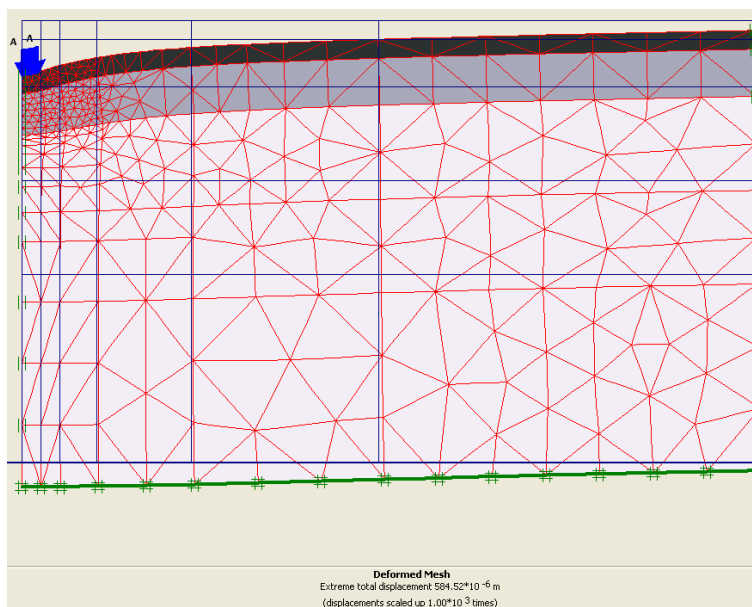 A A
Deformed Mesh
Extreme total displacement 584.52*10 -6 m
(displacements scaled up 1.00*10 3 times)